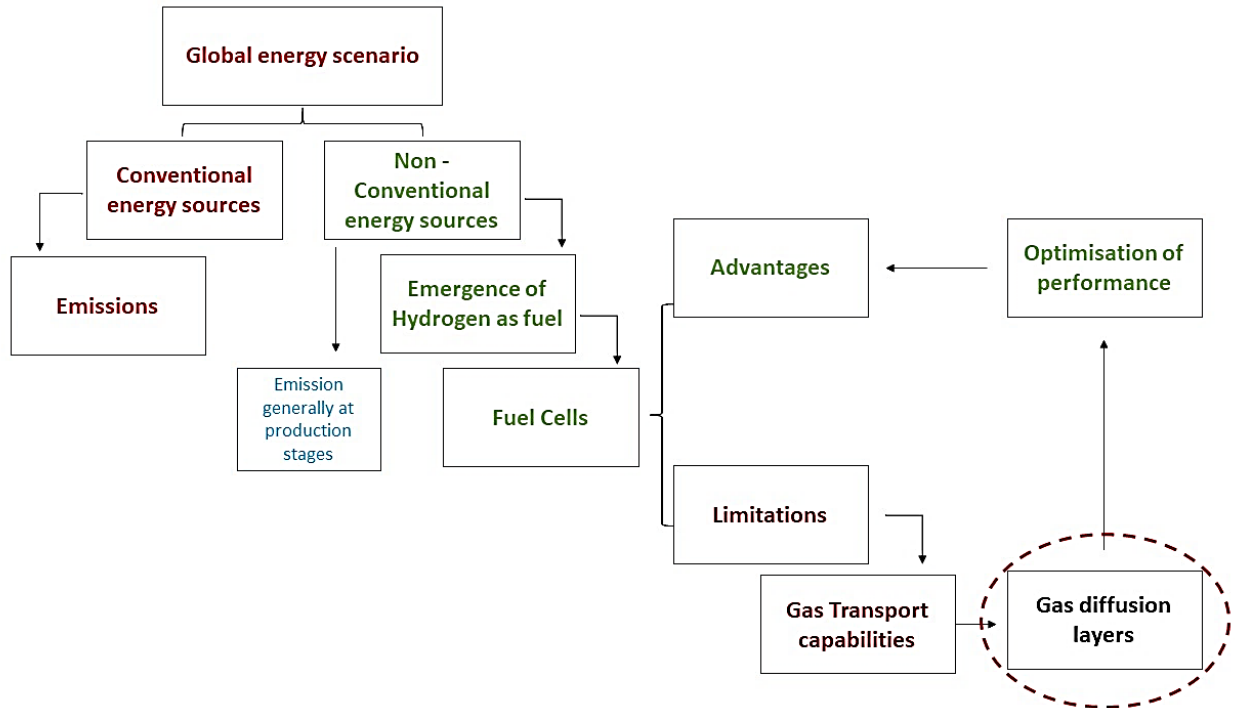 Global energy scenario
Conventional
energy sources
Non -
Conventional
energy sources
Emissions
Emergence of
Hydrogen as fuel
Emission
generally at
production
stages
Fuel Cells
Advantages
Optimisation of
performance
Limitations
Gas Transport
capabilities
Gas diffusion
layers